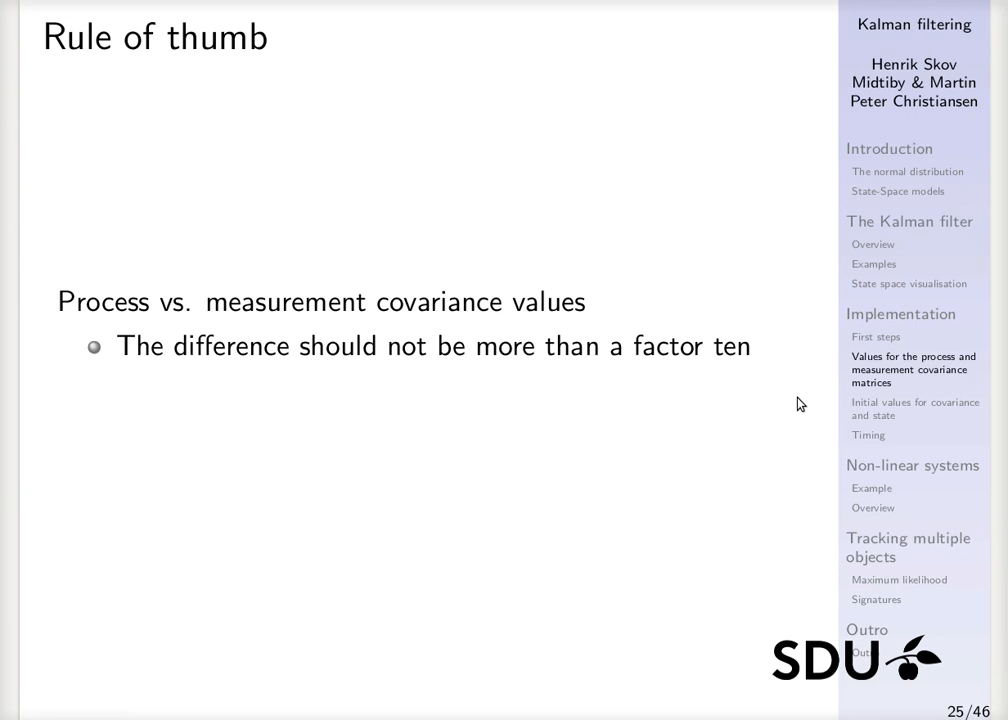 Rule of thumb
Process vs. measurement covariance values
The difference should not be more than a factor ten
Kalman filtering
Henrik Skov
Midtiby & Martin
Peter Christiansen
Introduction
The normal distribution
State-Space models
The Kalman filter
Overview
Examples
State space visualisation
Implementation
First steps
Values for the process and
measurement covariance
matrices
Initial values for covariance
and state
Timing
Non-linear systems
Example
Overview
Tracking multiple
objects
Maximum likelihood
Signatures
Outro
SDU
25/46